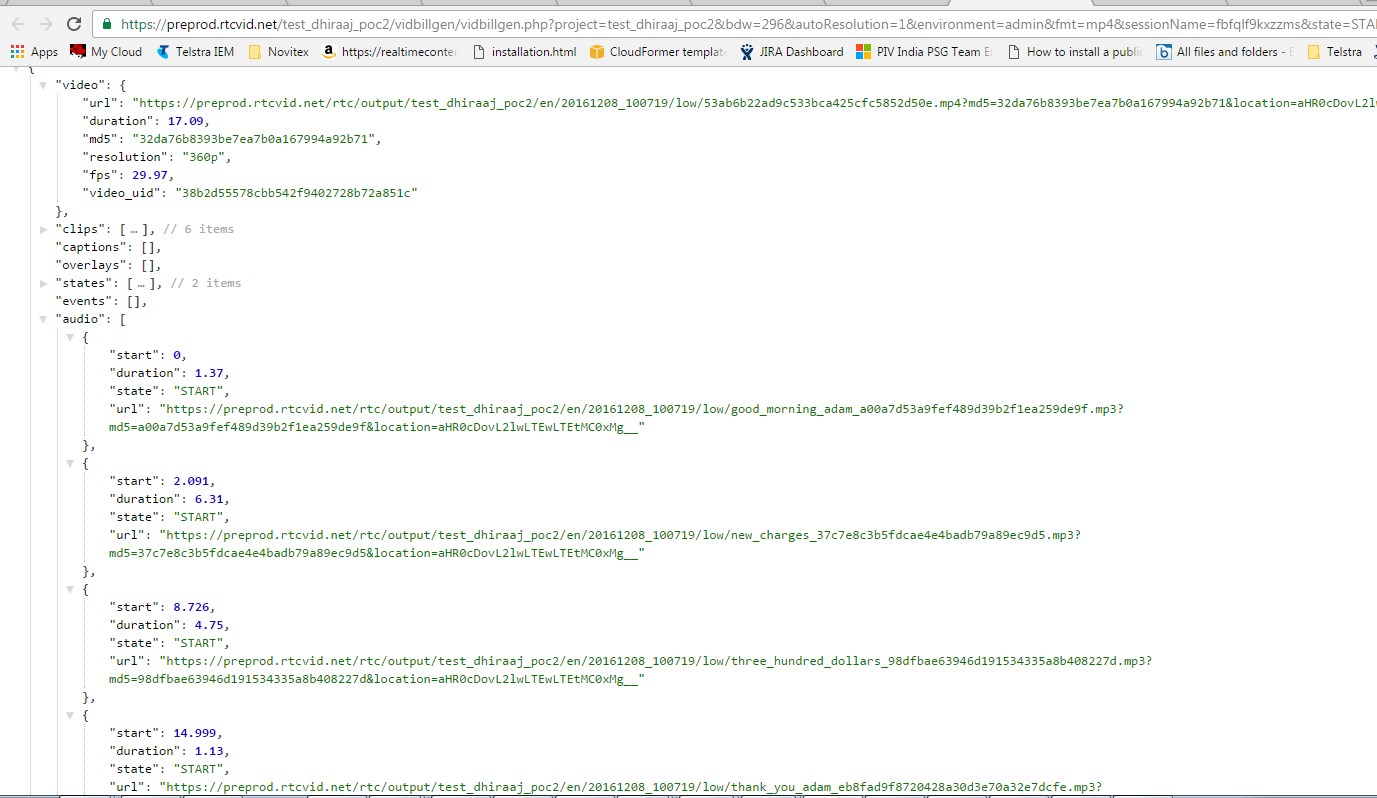 https://preprod.rtcvid.net/test_dhiraaj_poc2/vidbillgen/vidbillgen.php?project=test_dhiraaj_poc2&bdw=296&autoResolution=1&environment=admin&fmt=mp4&sessionName=fbfqlf9kxzzms&state=STA
Apps My Cloud Telstra IEM Novitex https://realtimeconter installation.html CloudFormer templat JIRA Dashboard PIV India PSG Team E How to install a public All files and folders - Telstra
{
"video": {
"url": "https://preprod.rtcvid.net/rtc/output/test_dhiraaj_poc2/en/20161208_100719/low/53ab6b22ad9c533bca425cfc5852d50e.mp4?md5=32da76b8393be7ea7b0a167994a92b71&location=aHR0cDovL2l
"duration": 17.09,
"md5": "32da76b8393be7ea7b0a167994a92b71",
"resolution": "360p",
"fps": 29.97,
"video_uid": "38b2d55578cbb542f9402728b72a851c"
},
"clips": [ … ], // 6 items
"captions": [],
"overlays": [],
"states": [ … ], // 2 items
"events": [],
"audio": [
{
"start": 0,
"duration": 1.37,
"state": "START",
"url": "https://preprod.rtcvid.net/rtc/output/test_dhiraaj_poc2/en/20161208_100719/low/good_morning_adam_a00a7d53a9fef489d39b2f1ea259de9f.mp3?
md5=a00a7d53a9fef489d39b2f1ea259de9f&location=aHR0cDovL2lwLTEwLTEtMC0xMg__"
},
{
"start": 2.091,
"duration": 6.31,
"state": "START",
"url": "https://preprod.rtcvid.net/rtc/output/test_dhiraaj_poc2/en/20161208_100719/low/new_charges_37c7e8c3b5fdcae4e4badb79a89ec9d5.mp3?
md5=37c7e8c3b5fdcae4e4badb79a89ec9d5&location=aHR0cDovL2lwLTEwLTEtMC0xMg__"
},
{
"start": 8.726,
"duration": 4.75,
"state": "START",
"url": "https://preprod.rtcvid.net/rtc/output/test_dhiraaj_poc2/en/20161208_100719/low/three_hundred_dollars_98dfbae63946d191534335a8b408227d.mp3?
md5=98dfbae63946d191534335a8b408227d&location=aHR0cDovL2lwLTEwLTEtMC0xMg__"
},
{
"start": 14.999,
"duration": 1.13,
"state": "START",
"url": "https://preprod.rtcvid.net/rtc/output/test_dhiraaj_poc2/en/20161208_100719/low/thank_you_adam_eb8fad9f8720428a30d3e70a32e7dcfe.mp3?